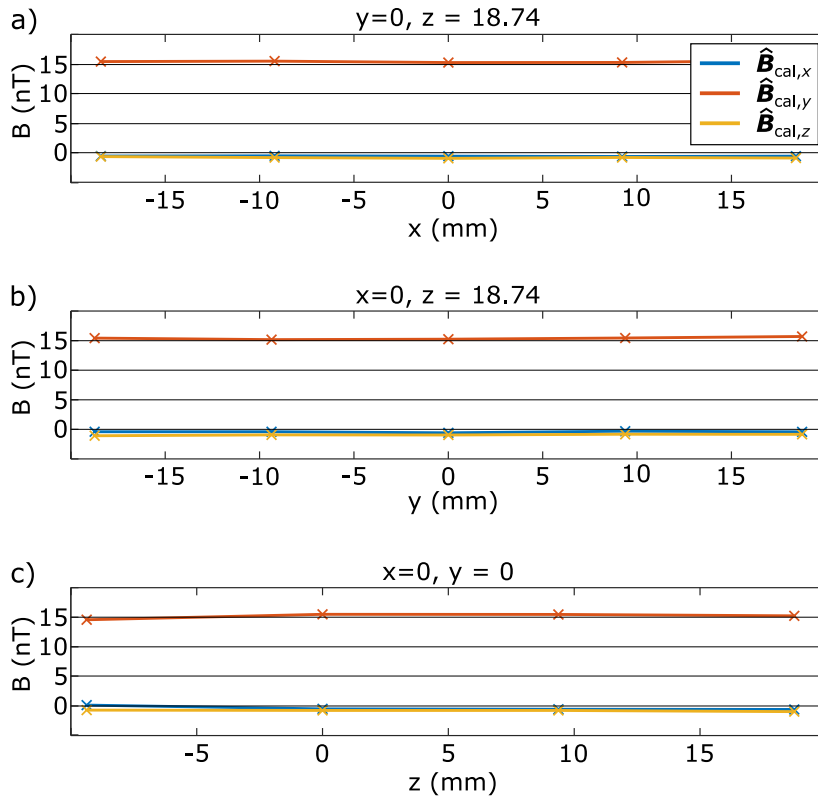 a)
y=0, z = 18.74
B (nT)
15
10
5
0
B̂cal,x
B̂cal,y
B̂cal,z
-15 -10 -5 0 5 10 15
x (mm)
b)
x=0, z = 18.74
B (nT)
15
10
5
0
-15 -10 -5 0 5 10 15
y (mm)
c)
x=0, y = 0
B (nT)
15
10
5
0
-5 0 5 10 15
z (mm)